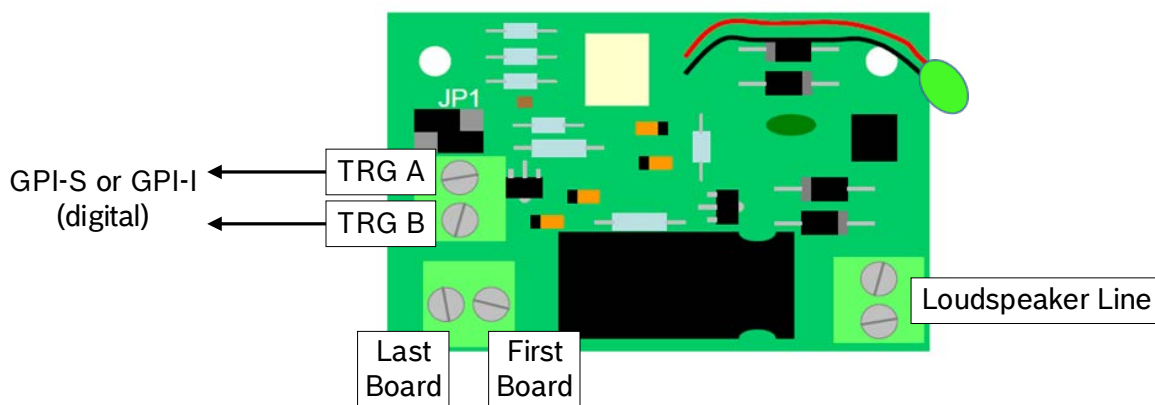 JP1
GPI-S or GPI-I
(digital)
TRG A
TRG B
Loudspeaker Line
Last
Board
First
Board